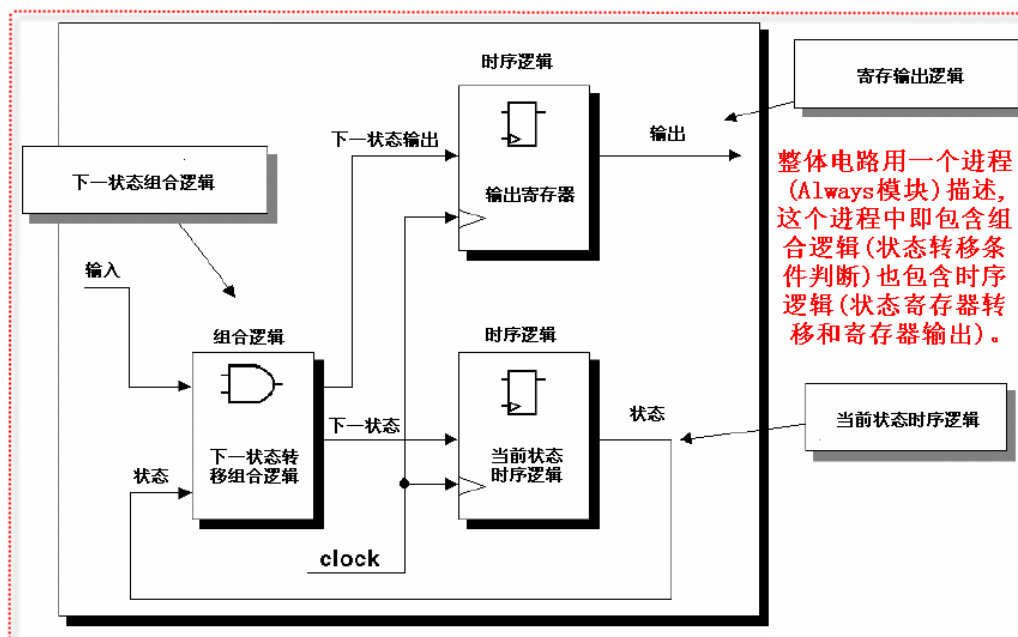 时序逻辑
寄存输出逻辑
下一状态输出
输出
输出寄存器
下一状态组合逻辑
整体电路用一个进程
(Always模块)描述,
这个进程中即包含组
合逻辑(状态转移条
件判断)也包含时序
逻辑(状态寄存器转
移和寄存器输出)。
输入
组合逻辑
时序逻辑
下一状态
状态
当前状态时序逻辑
下一状态转
移组合逻辑
当前状态
时序逻辑
状态
clock